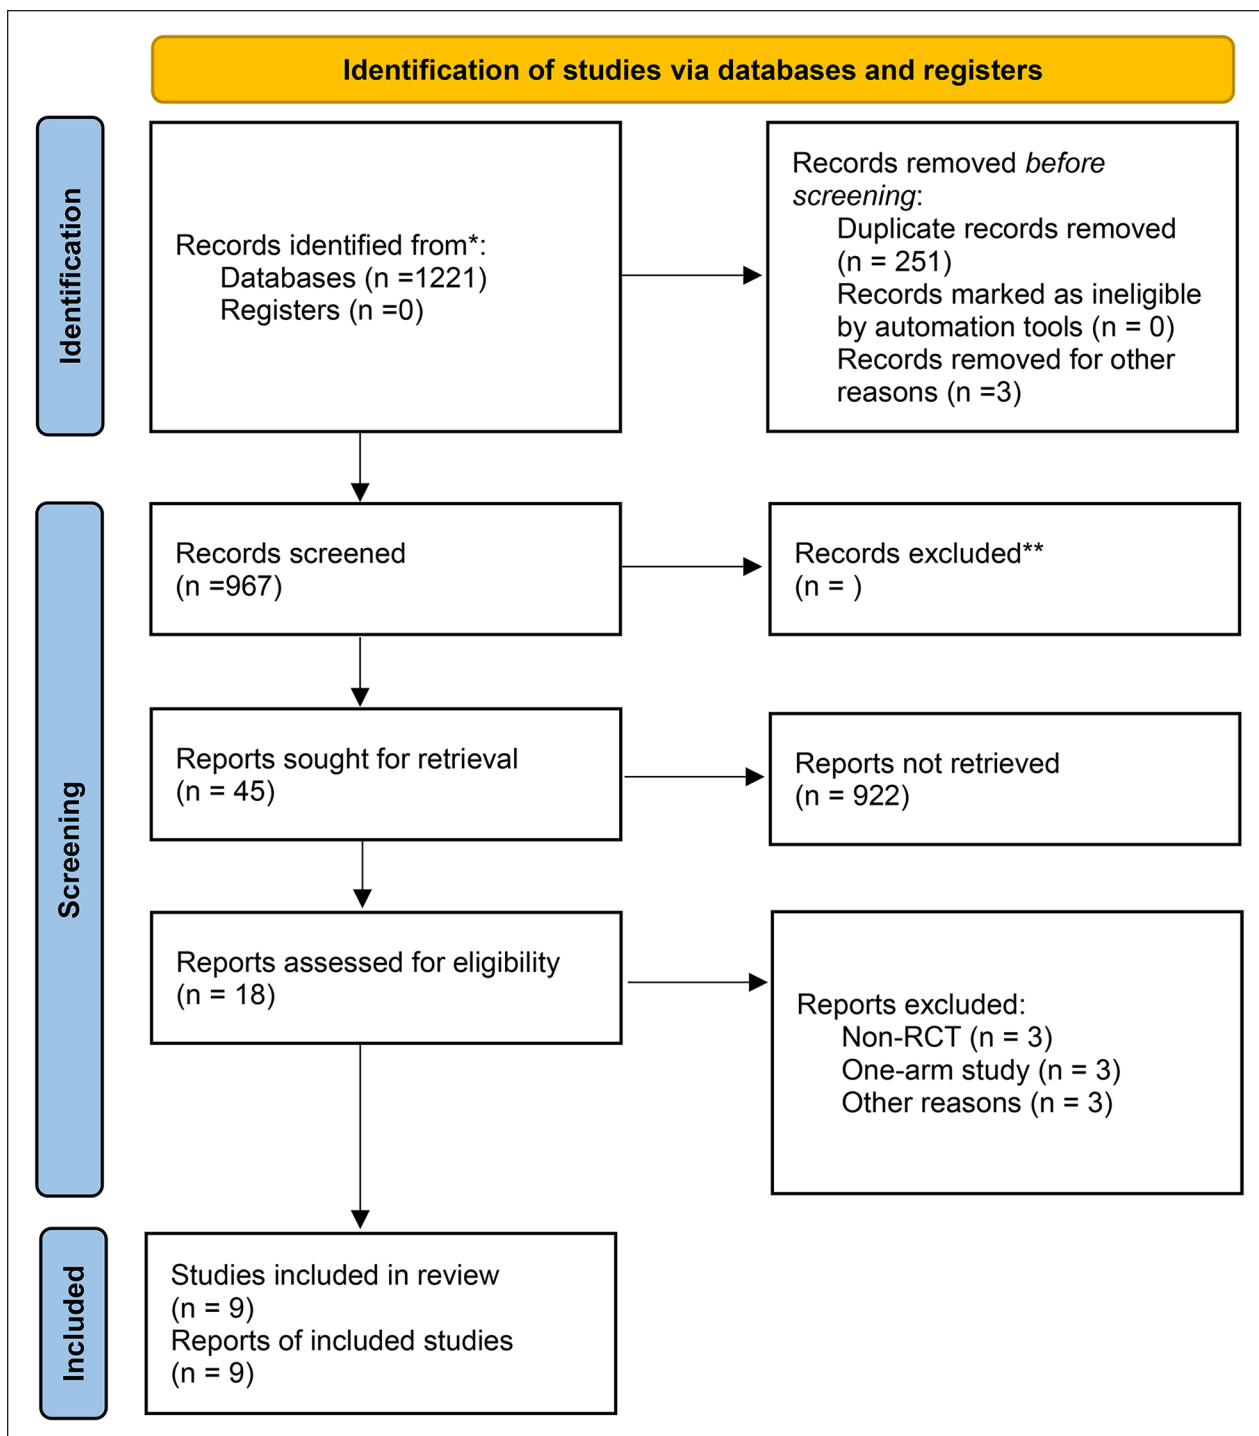 Identification of studies via databases and registers
Identification
Records identified from*:
Databases (n =1221)
Registers (n =0)
Records removed before
screening:
Duplicate records removed
(n = 251)
Records marked as ineligible
by automation tools (n = 0)
Records removed for other
reasons (n =3)
Screening
Records screened
(n =967)
Records excluded**
(n = )
Reports sought for retrieval
(n = 45)
Reports not retrieved
(n = 922)
Reports assessed for eligibility
(n = 18)
Reports excluded:
Non-RCT (n = 3)
One-arm study (n = 3)
Other reasons (n = 3)
Included
Studies included in review
(n = 9)
Reports of included studies
(n = 9)